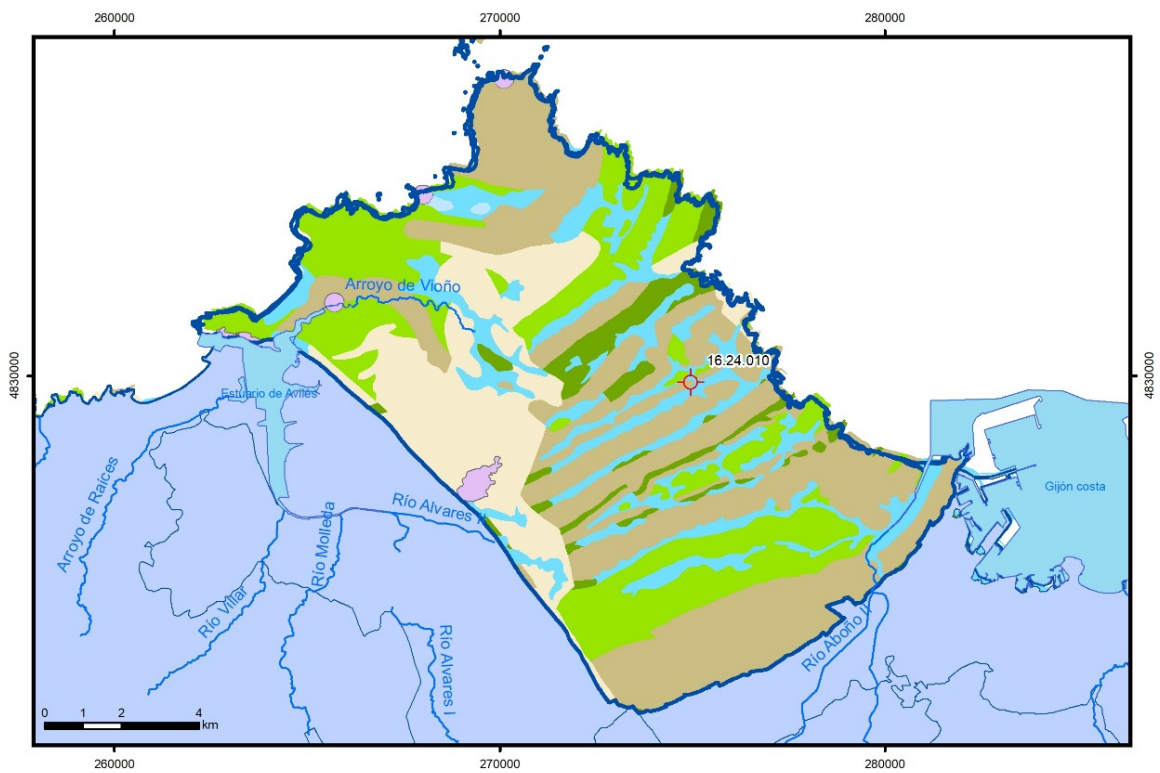 260000
270000
280000
Arroyo de Vioño
16.24.010
4830000
4830000
Estuario de Avilés
Gijón costa
Río Alvares II
Arroyo de Raíces
Río Molleda
Río Villar
Río Alvares I
Río Aboño II
0 1 2 4
km
260000
270000
280000